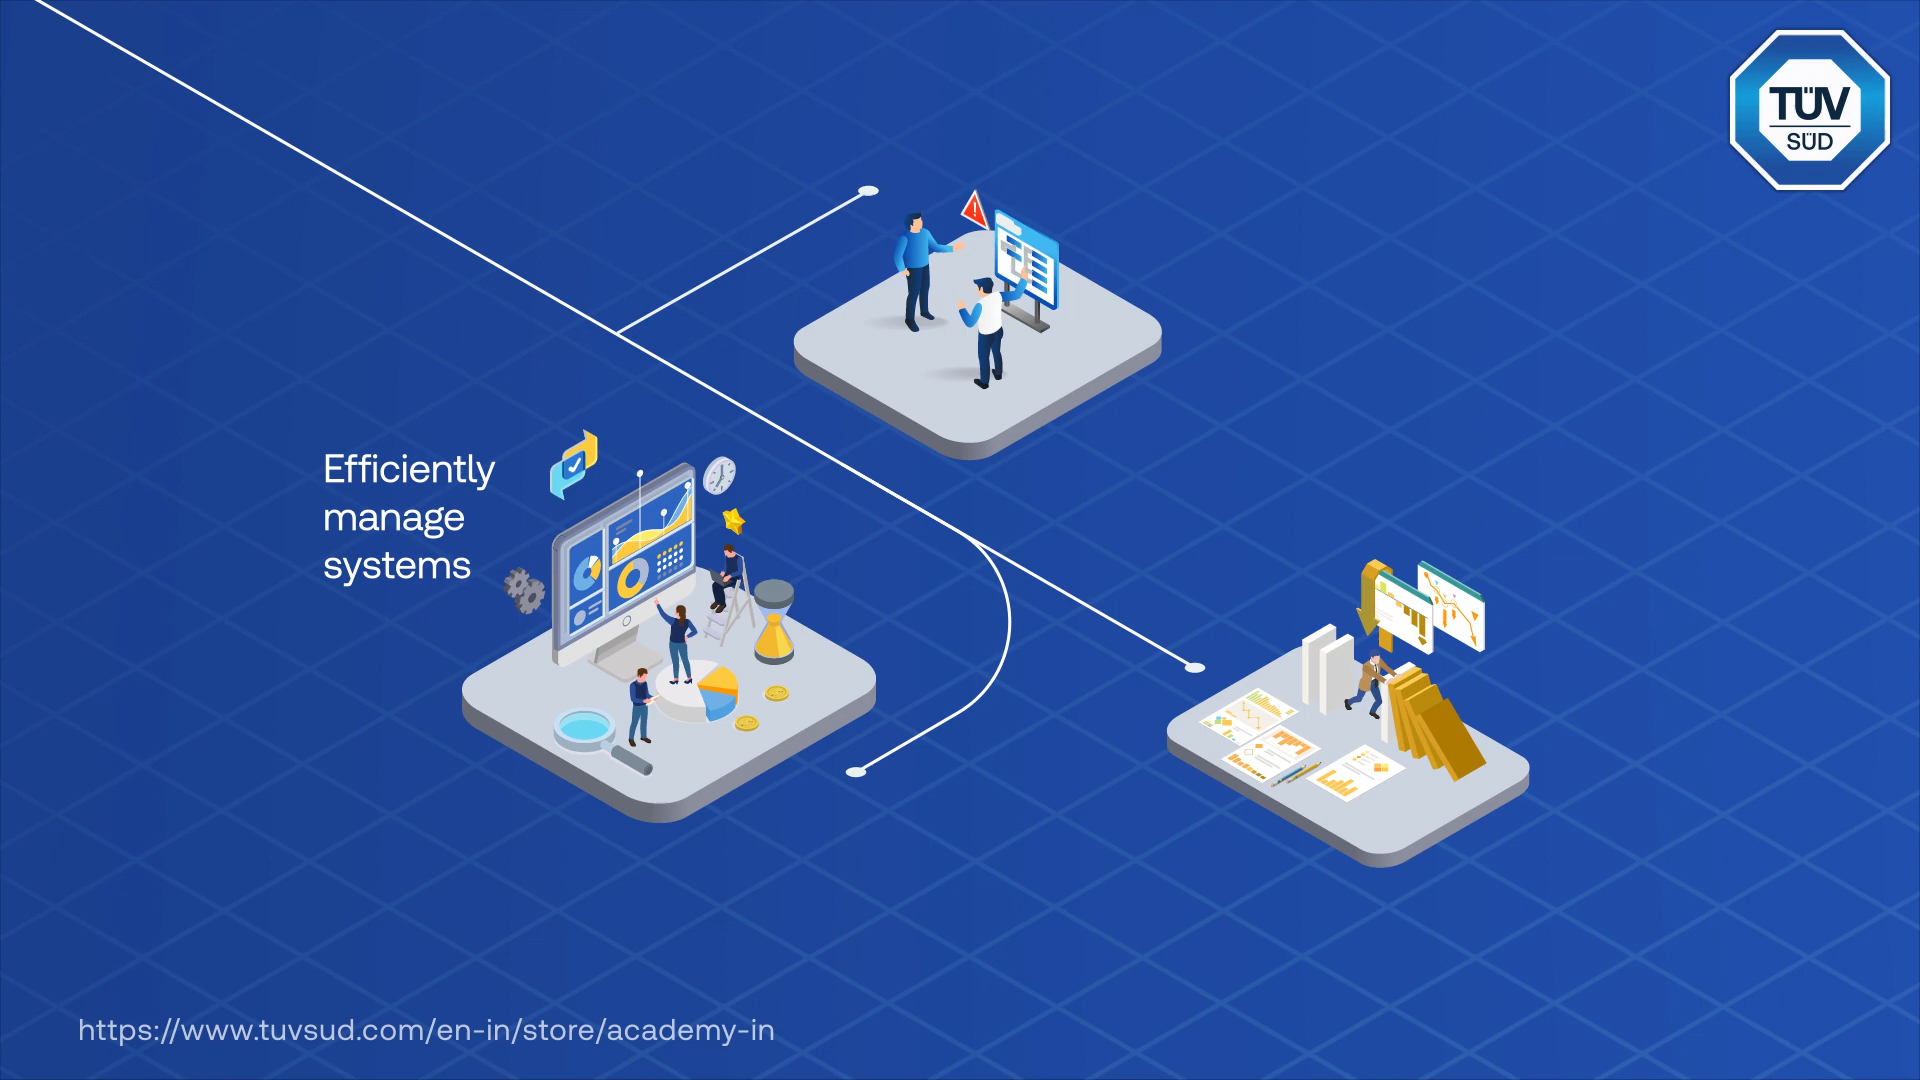 TÜV
SÜD
Efficiently
manage
systems
https://www.tuvsud.com/en-in/store/academy-in